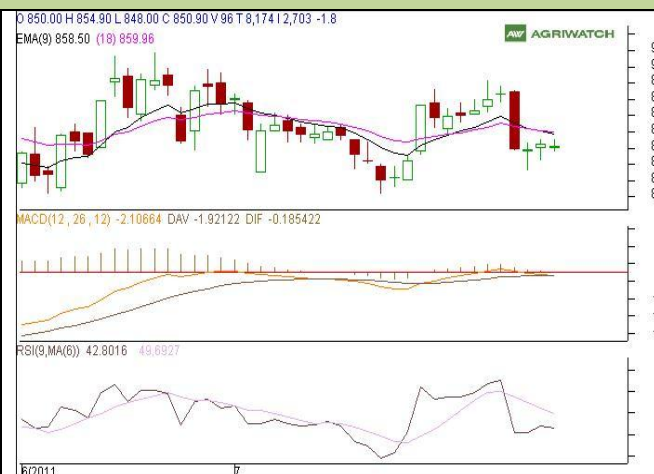 O 850.00 H 854.90 L 848.00 C 850.90 V 96 T 8,174 I 2,703 -1.8
EMA(9) 858.50 (18) 859.96
AW AGRIWATCH
MACD(12,26,12) -2.10664 DAV -1.92122 DIF -0.185422
RSI(9,MA(6)) 42.8016 49.6927
6/2011 7